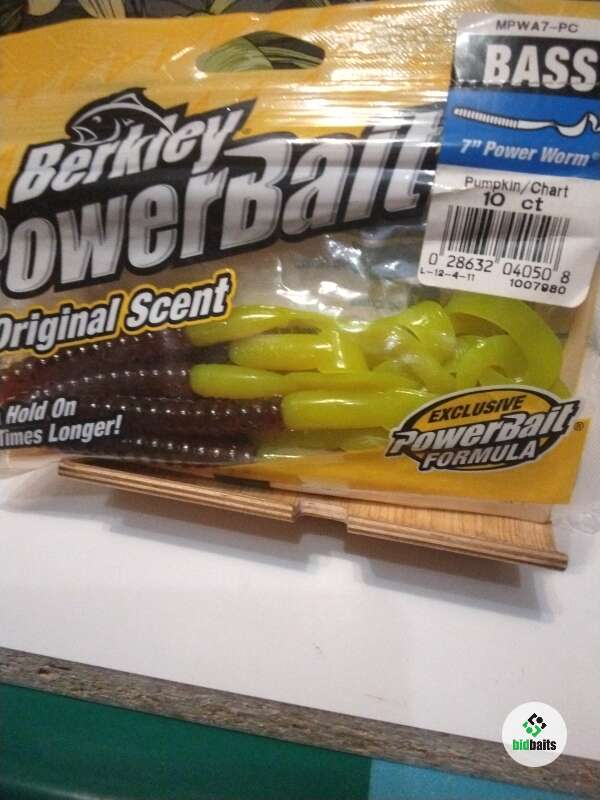 MPWA7-PC
BASS
7" Power Worm®
Pumpkin/Chart
10 ct
0 28632 04050 8
L-12-4-11
1007980
Berkley®
PowerBait
Original Scent
Hold On
Times Longer!
EXCLUSIVE
PowerBait®
FORMULA
bidbaits